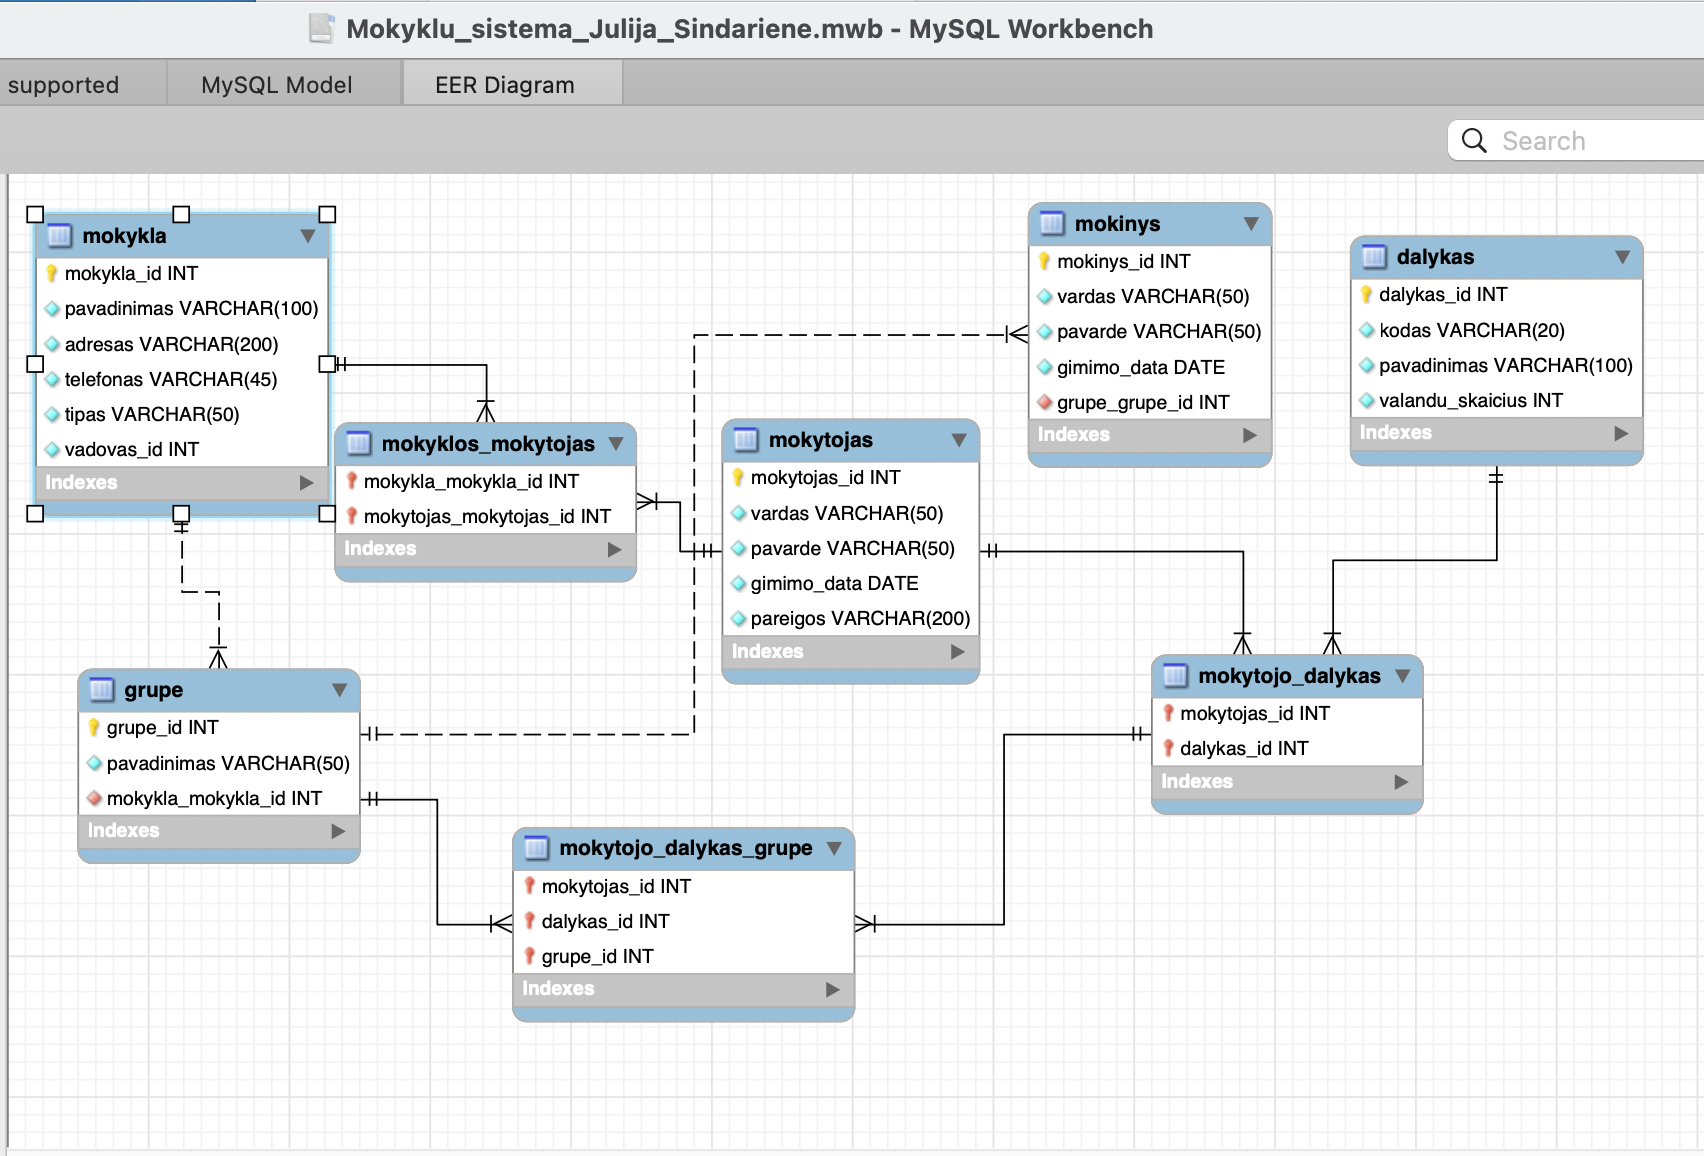 Mokyklu_sistema_Julija_Sindariene.mwb - MySQL Workbench
supported
MySQL Model
EER Diagram
Search
mokykla
mokykla_id INT
pavadinimas VARCHAR(100)
adresas VARCHAR(200)
telefonas VARCHAR(45)
tipas VARCHAR(50)
vadovas_id INT
Indexes
mokyklos_mokytojas
mokykla_mokykla_id INT
mokytojas_mokytojas_id INT
Indexes
mokytojas
mokytojas_id INT
vardas VARCHAR(50)
pavarde VARCHAR(50)
gimimo_data DATE
pareigos VARCHAR(200)
Indexes
mokinys
mokinys_id INT
vardas VARCHAR(50)
pavarde VARCHAR(50)
gimimo_data DATE
grupe_grupe_id INT
Indexes
dalykas
dalykas_id INT
kodas VARCHAR(20)
pavadinimas VARCHAR(100)
valandu_skaicius INT
Indexes
grupe
grupe_id INT
pavadinimas VARCHAR(50)
mokykla_mokykla_id INT
Indexes
mokytojo_dalykas_grupe
mokytojas_id INT
dalykas_id INT
grupe_id INT
Indexes
mokytojo_dalykas
mokytojas_id INT
dalykas_id INT
Indexes